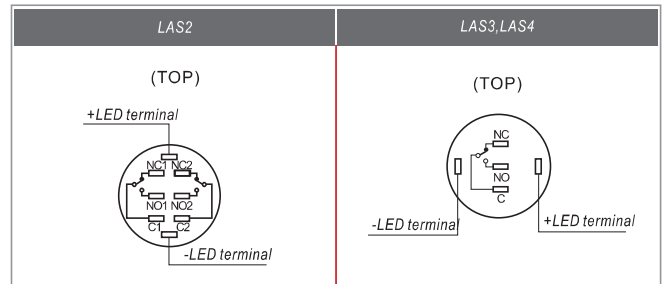 LAS2
LAS3,LAS4
(TOP)
+LED terminal
NC1 NC2
NO1 NO2
C1 C2
-LED terminal
(TOP)
NC
NO
C
-LED terminal
+LED terminal